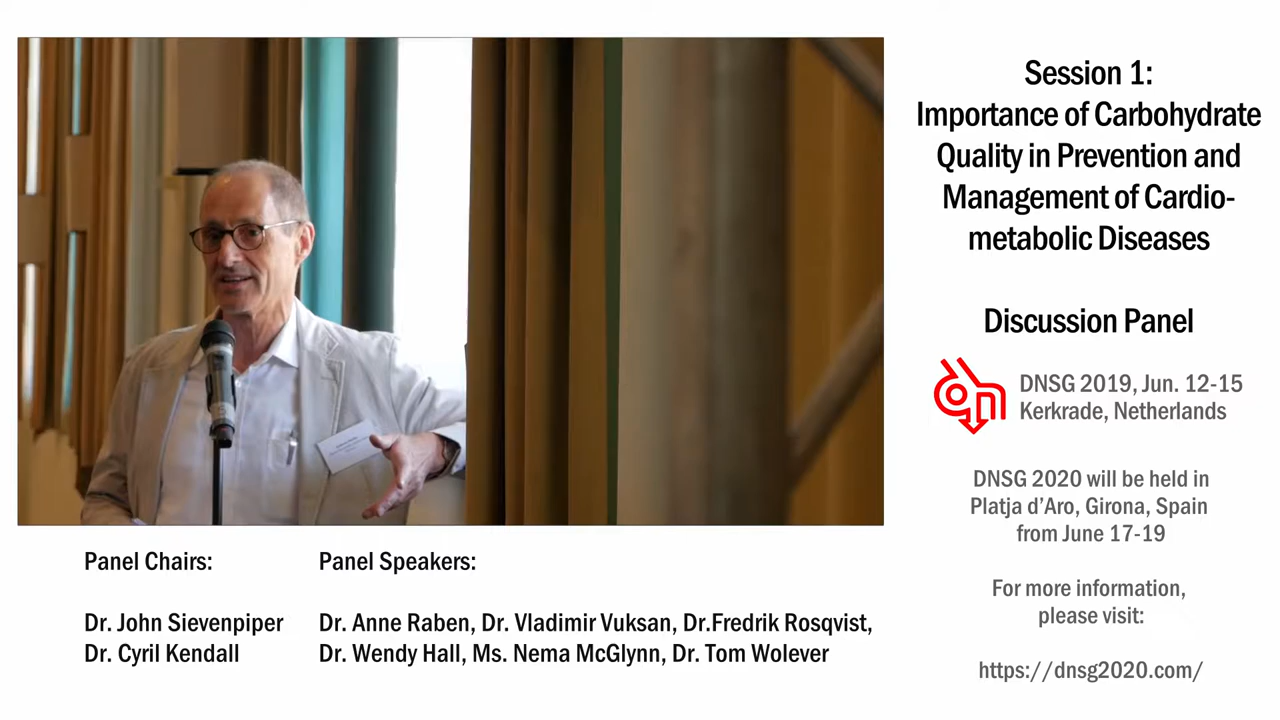 Session 1:
Importance of Carbohydrate
Quality in Prevention and
Management of Cardio-
metabolic Diseases
Discussion Panel
DNSG 2019, Jun. 12-15
Kerkrade, Netherlands
DNSG 2020 will be held in
Platja d'Aro, Girona, Spain
from June 17-19
For more information,
please visit:
https://dnsg2020.com/
Panel Chairs:
Dr. John Sievenpiper
Dr. Cyril Kendall
Panel Speakers:
Dr. Anne Raben, Dr. Vladimir Vuksan, Dr.Fredrik Rosqvist,
Dr. Wendy Hall, Ms. Nema McGlynn, Dr. Tom Wolever